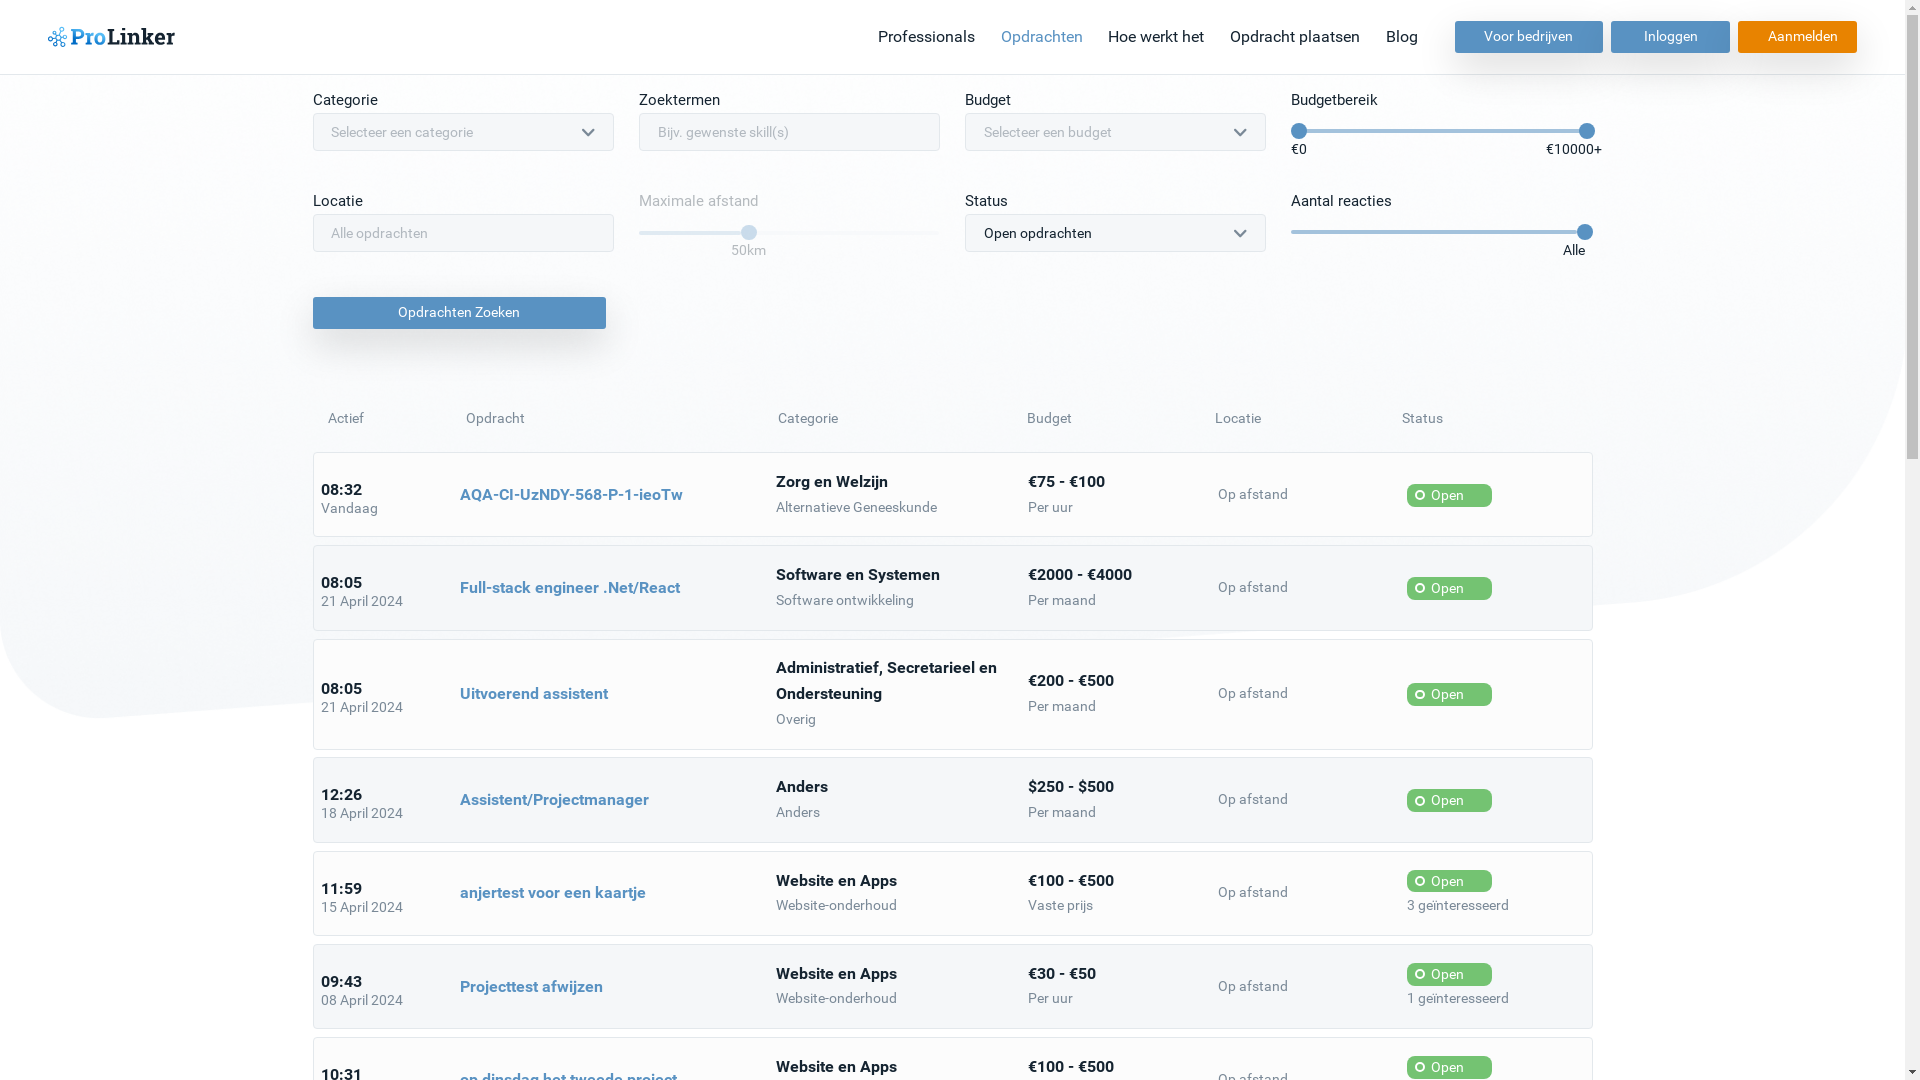 ProLinker
Professionals Opdrachten Hoe werkt het Opdracht plaatsen Blog Voor bedrijven Inloggen Aanmelden
Categorie Zoektermen Budget Budgetbereik
Selecteer een categorie Bijv. gewenste skill(s) Selecteer een budget
€0 €10000+
Locatie Maximale afstand Status Aantal reacties
Alle opdrachten Open opdrachten
50km Alle
Opdrachten Zoeken
Actief Opdracht Categorie Budget Locatie Status
08:32
Vandaag
AQA-CI-UzNDY-568-P-1-ieoTw
Zorg en Welzijn
Alternatieve Geneeskunde
€75 - €100
Per uur
Op afstand
Open
08:05
21 April 2024
Full-stack engineer .Net/React
Software en Systemen
Software ontwikkeling
€2000 - €4000
Per maand
Op afstand
Open
08:05
21 April 2024
Uitvoerend assistent
Administratief, Secretarieel en
Ondersteuning
Overig
€200 - €500
Per maand
Op afstand
Open
12:26
18 April 2024
Assistent/Projectmanager
Anders
Anders
$250 - $500
Per maand
Op afstand
Open
11:59
15 April 2024
anjertest voor een kaartje
Website en Apps
Website-onderhoud
€100 - €500
Vaste prijs
Op afstand
Open
3 geïnteresseerd
09:43
08 April 2024
Projecttest afwijzen
Website en Apps
Website-onderhoud
€30 - €50
Per uur
Op afstand
Open
1 geïnteresseerd
10:31
op dinsdag het tweede project
Website en Apps
€100 - €500
Op afstand
Open